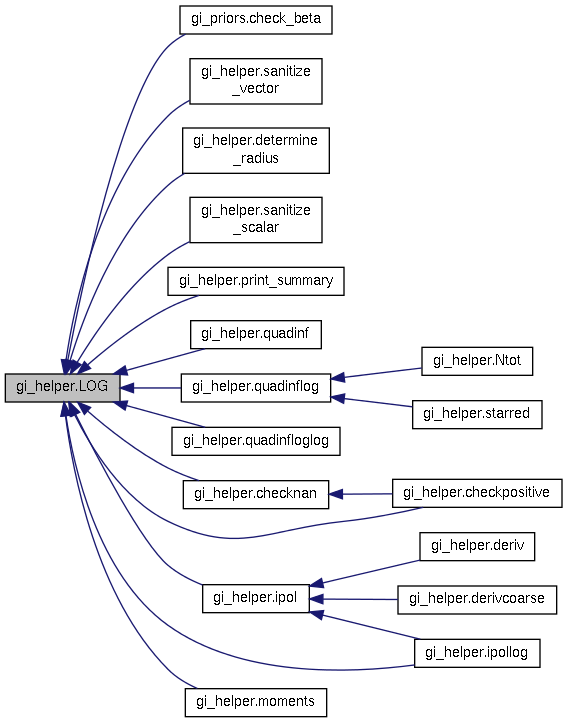 gi_priors.check_beta
gi_helper.sanitize
_vector
gi_helper.determine
_radius
gi_helper.sanitize
_scalar
gi_helper.print_summary
gi_helper.quadinf
gi_helper.Ntot
gi_helper.LOG
gi_helper.quadinflog
gi_helper.starred
gi_helper.quadinfloglog
gi_helper.checknan
gi_helper.checkpositive
gi_helper.deriv
gi_helper.ipol
gi_helper.derivcoarse
gi_helper.ipollog
gi_helper.moments